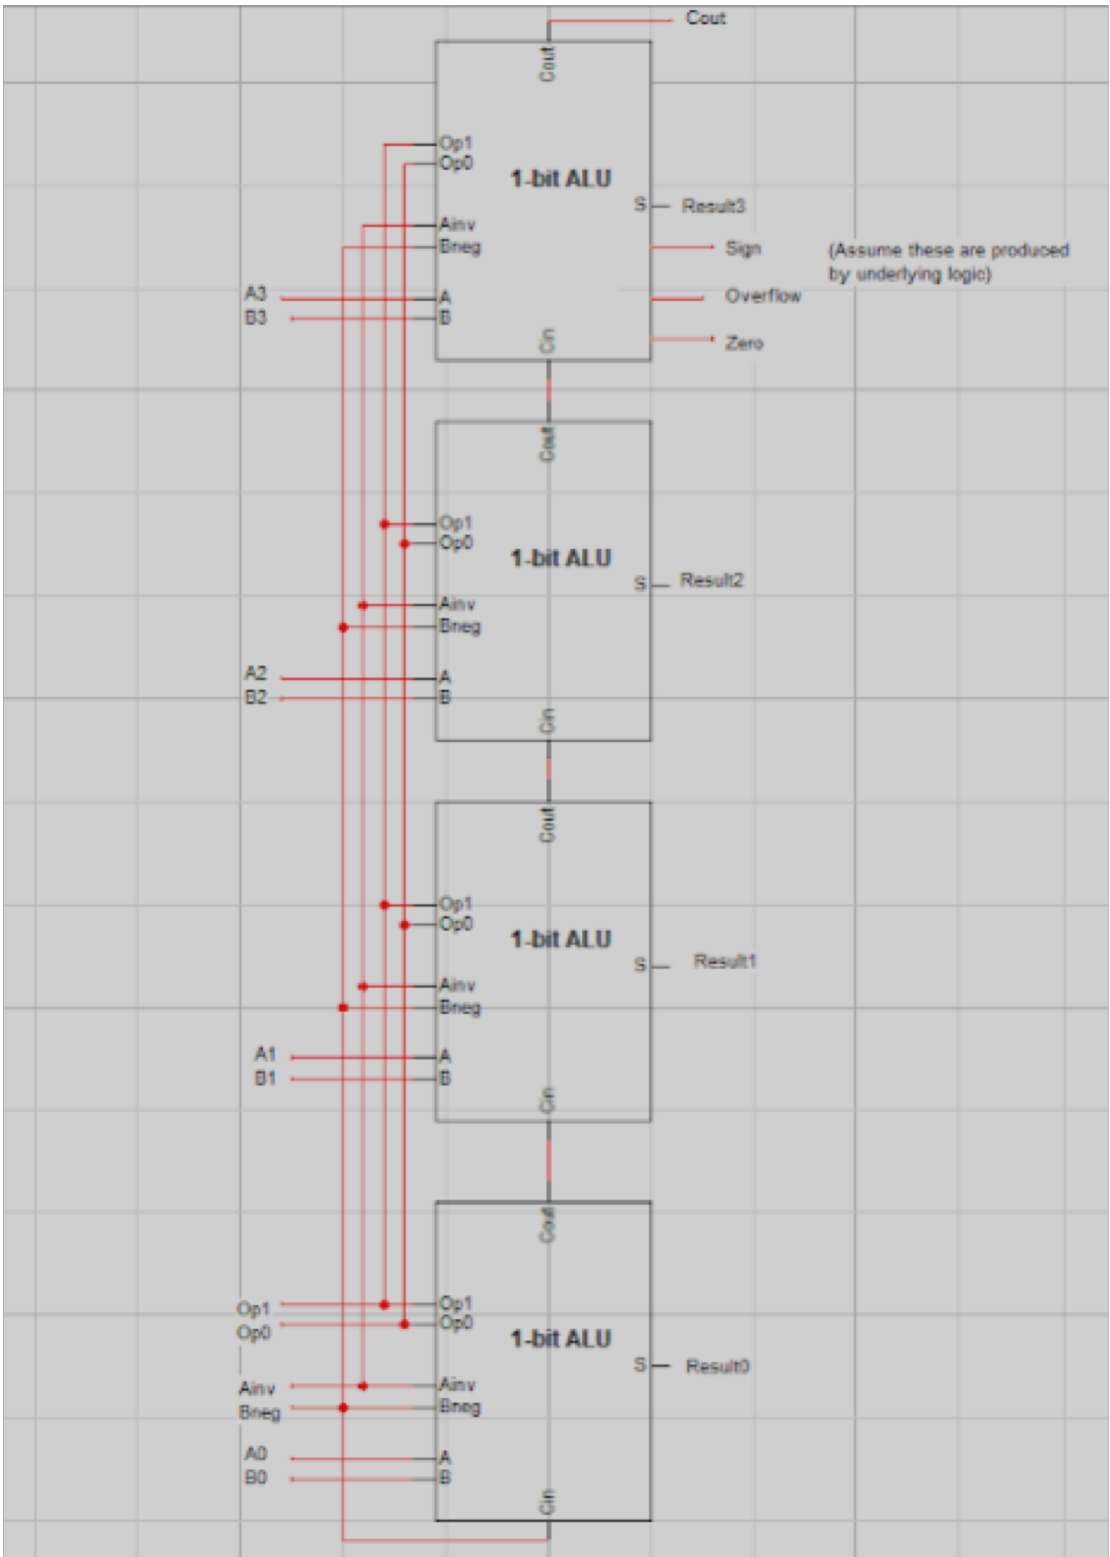 Cout
Cout
Op1
Op0
1-bit ALU
S Result3
Ainv
Bneg
Sign
(Assume these are produced
by underlying logic)
A3 A
Overflow
B3 B
Cin
Zero
Cout
Op1
Op0
1-bit ALU
S Result2
Ainv
Bneg
A2 A
B2 B
Cin
Cout
Op1
Op0
1-bit ALU
S Result1
Ainv
Bneg
A1 A
B1 B
Cin
Cout
Op1 Op1
Op0 Op0
1-bit ALU
S Result0
Ainv Ainv
Bneg Bneg
A0 A
B0 B
Cin